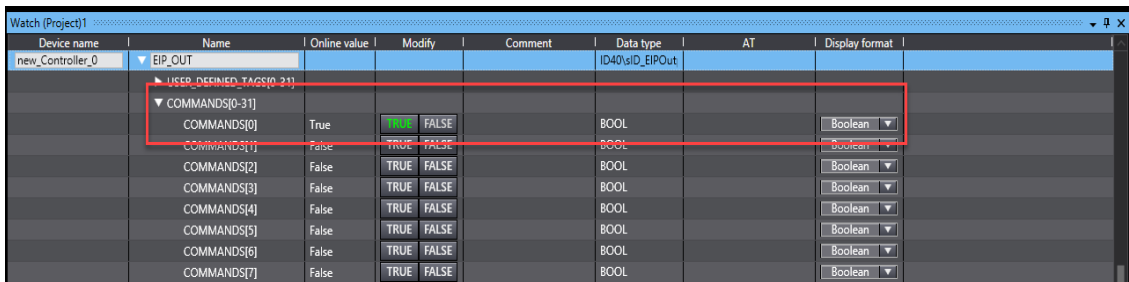 Watch (Project)1
Device name Name Online value Modify Comment Data type AT Display format
new_Controller_0 EIP_OUT ID40\sID_EIPOut
USER_DEFINED_TAGS[0-31]
COMMANDS[0-31]
COMMANDS[0] True TRUE FALSE BOOL Boolean
COMMANDS[1] False TRUE FALSE BOOL Boolean
COMMANDS[2] False TRUE FALSE BOOL Boolean
COMMANDS[3] False TRUE FALSE BOOL Boolean
COMMANDS[4] False TRUE FALSE BOOL Boolean
COMMANDS[5] False TRUE FALSE BOOL Boolean
COMMANDS[6] False TRUE FALSE BOOL Boolean
COMMANDS[7] False TRUE FALSE BOOL Boolean